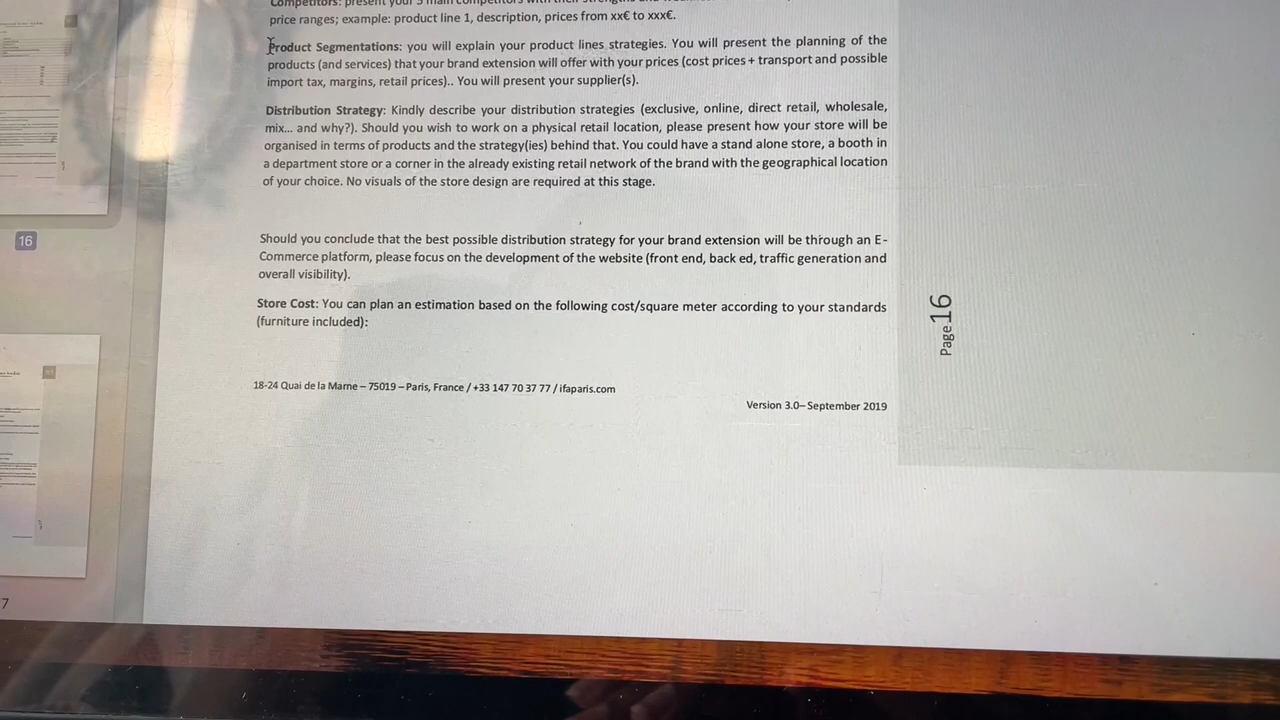 Competitors: present your 3 main competitors with their strengths and
price ranges; example: product line 1, description, prices from xx€ to xxx€.
Product Segmentations: you will explain your product lines strategies. You will present the planning of the
products (and services) that your brand extension will offer with your prices (cost prices + transport and possible
import tax, margins, retail prices).. You will present your supplier(s).
Distribution Strategy: Kindly describe your distribution strategies (exclusive, online, direct retail, wholesale,
mix... and why?). Should you wish to work on a physical retail location, please present how your store will be
organised in terms of products and the strategy(ies) behind that. You could have a stand alone store, a booth in
a department store or a corner in the already existing retail network of the brand with the geographical location
of your choice. No visuals of the store design are required at this stage.
Should you conclude that the best possible distribution strategy for your brand extension will be through an E-
Commerce platform, please focus on the development of the website (front end, back ed, traffic generation and
overall visibility).
Store Cost: You can plan an estimation based on the following cost/square meter according to your standards
(furniture included):
18-24 Quai de la Marne – 75019 – Paris, France / +33 147 70 37 77 / ifaparis.com
Version 3.0– September 2019
Page 16
16
7